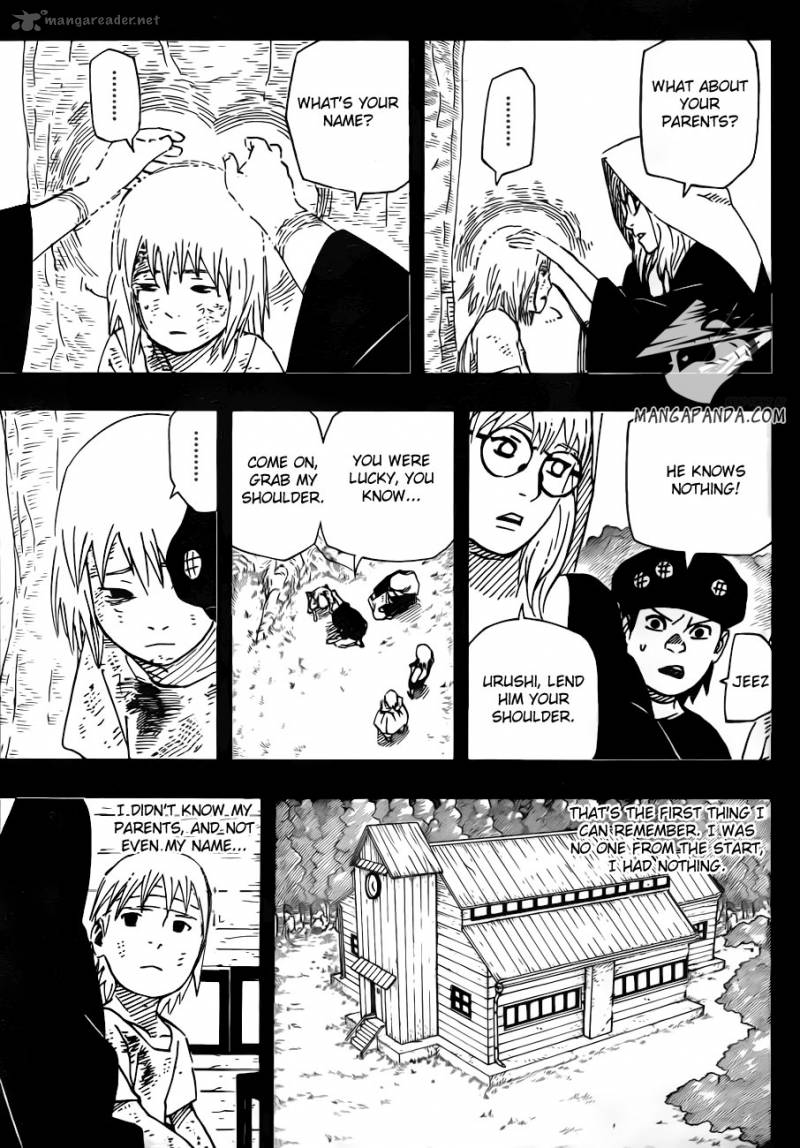 mangareader.net
WHAT ABOUT
YOUR
PARENTS?
........
WHAT'S YOUR
NAME?
........
HE KNOWS
NOTHING!
JEEZ
URUSHI, LEND
HIM YOUR
SHOULDER.
YOU WERE
LUCKY, YOU
KNOW...
COME ON,
GRAB MY
SHOULDER.
........
THAT'S THE FIRST THING I
CAN REMEMBER. I WAS
NO ONE FROM THE START,
I HAD NOTHING.
I DIDN'T KNOW MY
PARENTS, AND NOT
EVEN MY NAME...
MANGAPANDA.COM